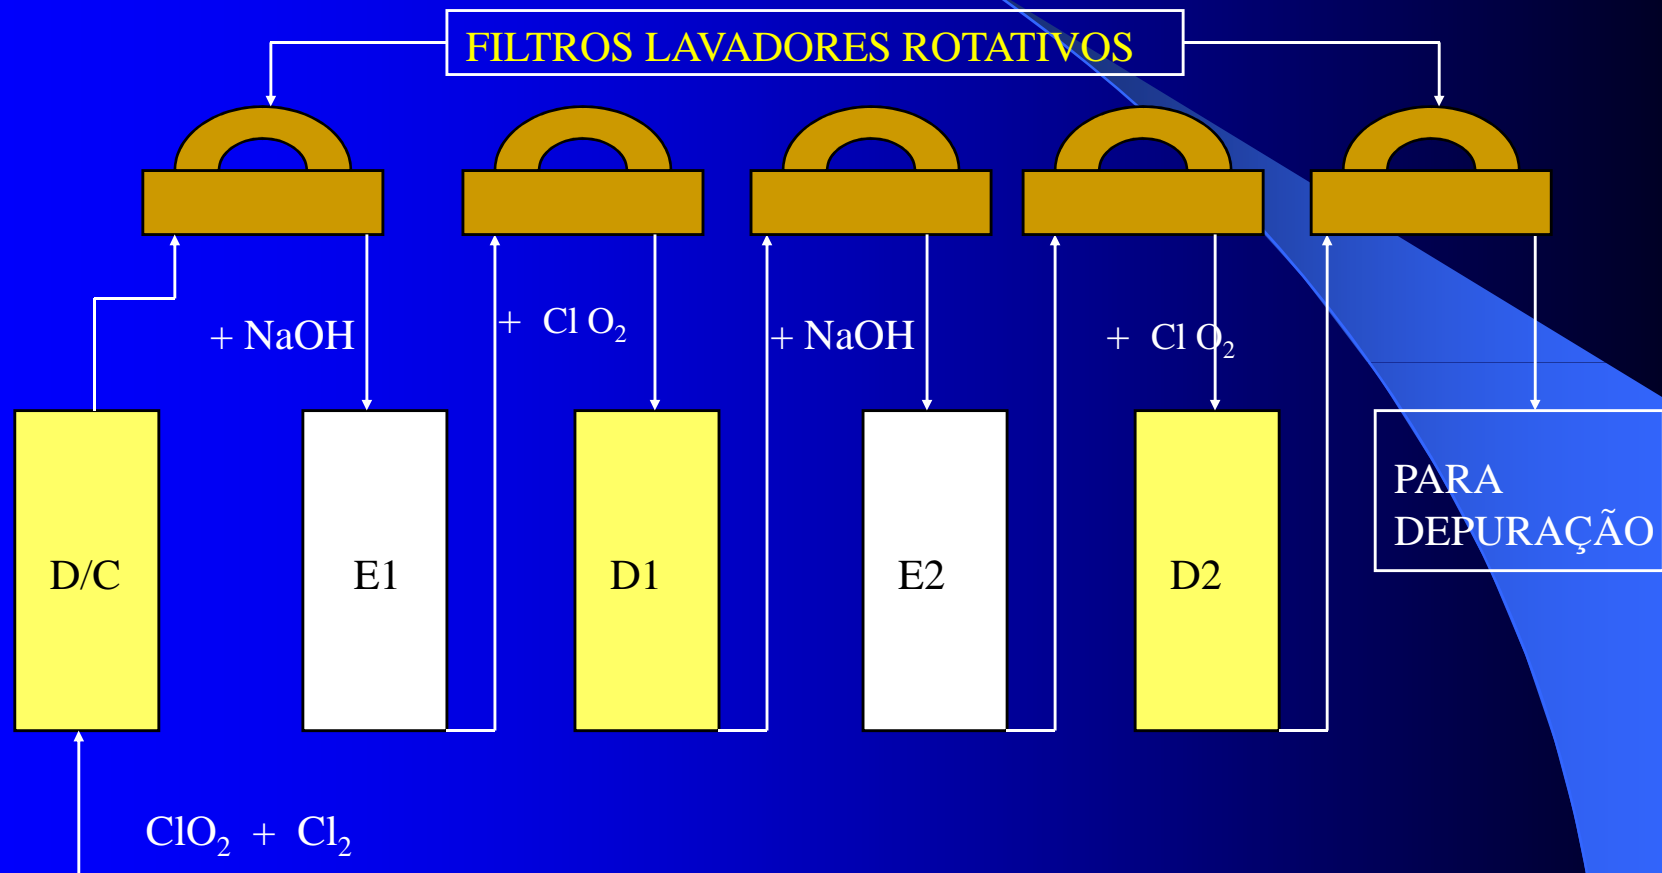 FILTROS LAVADORES ROTATIVOS
+ NaOH
+ Cl O₂
+ NaOH
+ Cl O₂
D/C
E1
D1
E2
D2
PARA
DEPURAÇÃO
ClO₂ + Cl₂